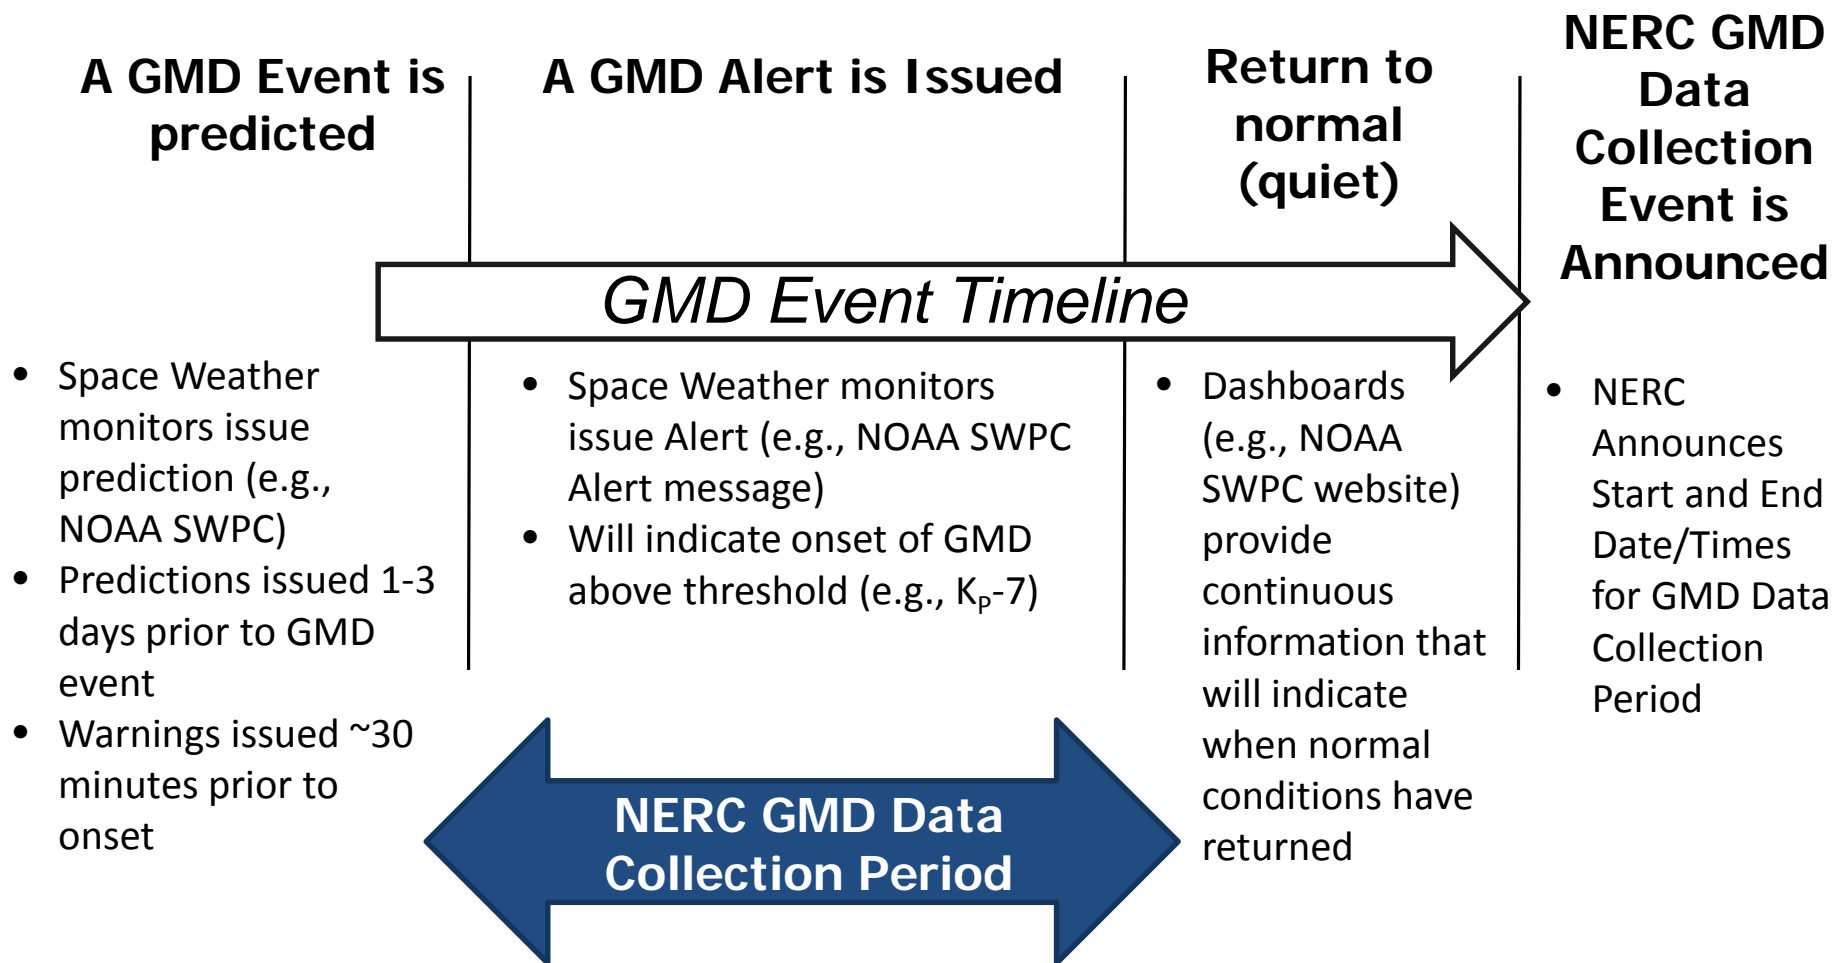 A GMD Event is
predicted
A GMD Alert is Issued
Return to
normal
(quiet)
NERC GMD
Data
Collection
Event is
Announced
GMD Event Timeline
• Space Weather
monitors issue
prediction (e.g.,
NOAA SWPC)
• Predictions issued 1-3
days prior to GMD
event
• Warnings issued ~30
minutes prior to
onset
• Space Weather monitors
issue Alert (e.g., NOAA SWPC
Alert message)
• Will indicate onset of GMD
above threshold (e.g., KP-7)
• Dashboards
(e.g., NOAA
SWPC website)
provide
continuous
information that
will indicate
when normal
conditions have
returned
• NERC
Announces
Start and End
Date/Times
for GMD Data
Collection
Period
NERC GMD Data
Collection Period